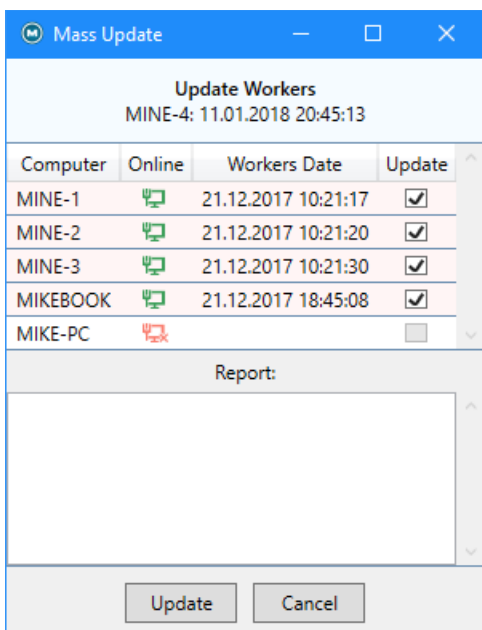 Mass Update
Update Workers
MINE-4: 11.01.2018 20:45:13
Computer Online Workers Date Update
MINE-1 21.12.2017 10:21:17
MINE-2 21.12.2017 10:21:20
MINE-3 21.12.2017 10:21:30
MIKEBOOK 21.12.2017 18:45:08
MIKE-PC
Report:
Update Cancel